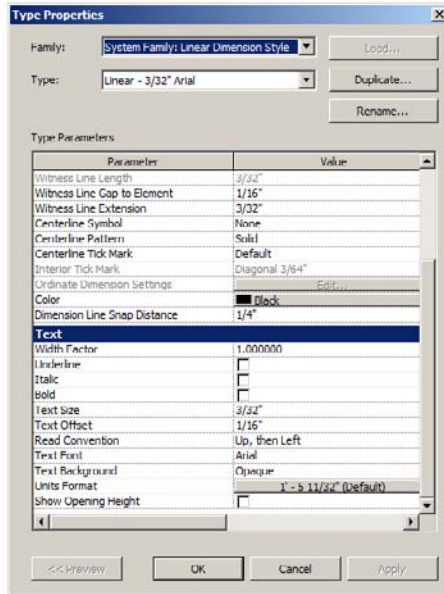 Type Properties
Family: System Family: Linear Dimension Style Load...
Type: Linear - 3/32" Arial Duplicate...
Rename...
Type Parameters
Parameter Value
Witness Line Length 3/32"
Witness Line Gap to Element 1/16"
Witness Line Extension 3/32"
Centerline Symbol None
Centerline Pattern Solid
Centerline Tick Mark Default
Interior Tick Mark Diagonal 3/64"
Ordinate Dimension Settings Edit...
Color Black
Dimension Line Snap Distance 1/4"
Text
Width Factor 1.000000
Underline
Italic
Bold
Text Size 3/32"
Text Offset 1/16"
Read Convention Up, then Left
Text Font Arial
Text Background Opaque
Units Format 1' - 5 11/32" (Default)
Show Opening Height
<< Preview OK Cancel Apply